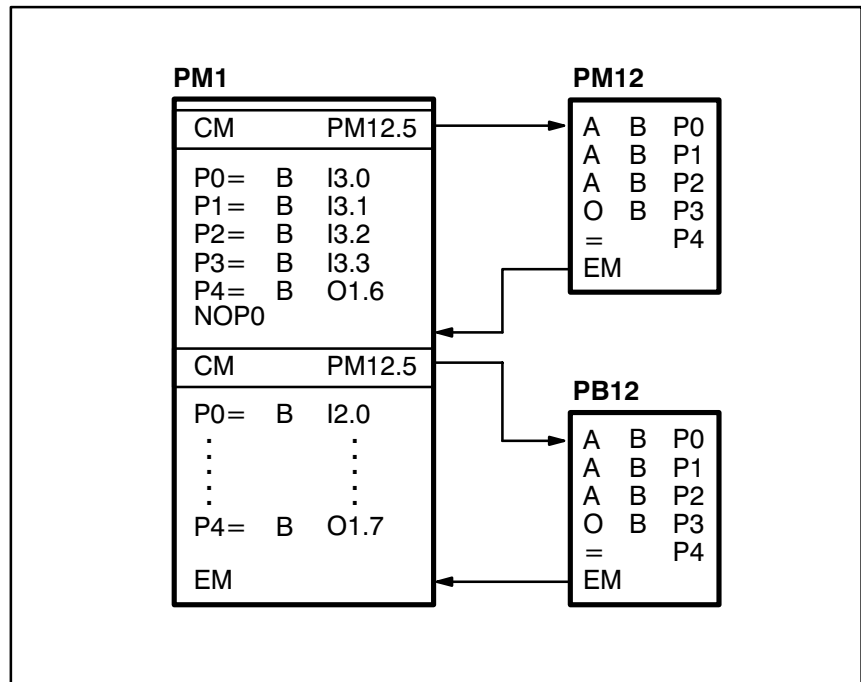 PM1
CM PM12.5
P0= B I3.0
P1= B I3.1
P2= B I3.2
P3= B I3.3
P4= B O1.6
NOP0
CM PM12.5
P0= B I2.0
. .
. .
. .
. .
P4= B O1.7
EM
PM12
A B P0
A B P1
A B P2
O B P3
= P4
EM
PB12
A B P0
A B P1
A B P2
O B P3
= P4
EM